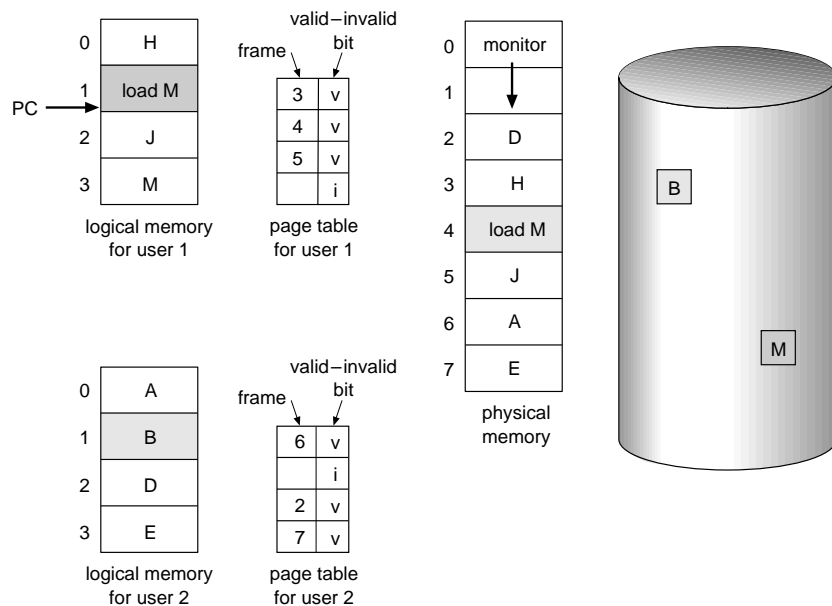 0
H
1
load M
PC
2
J
3
M
logical memory
for user 1
valid–invalid
frame
bit
3
v
4
v
5
v
i
page table
for user 1
0
monitor
1
2
D
3
H
4
load M
5
J
6
A
7
E
physical
memory
B
M
0
A
1
B
2
D
3
E
logical memory
for user 2
valid–invalid
frame
bit
6
v
i
2
v
7
v
page table
for user 2